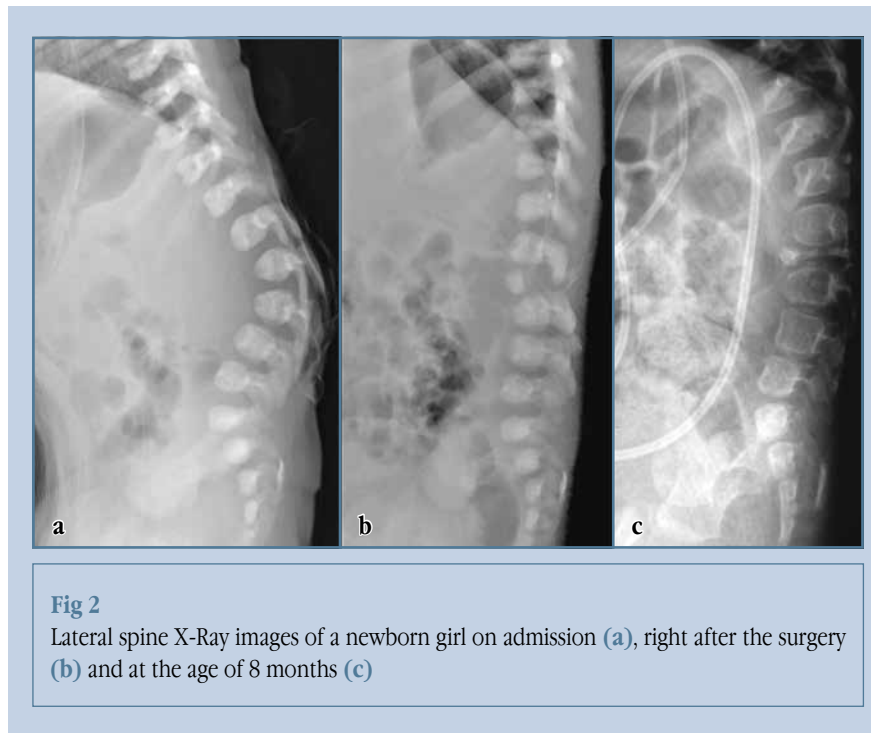 a
b
c
Fig 2
Lateral spine X-Ray images of a newborn girl on admission (a), right after the surgery
(b) and at the age of 8 months (c)